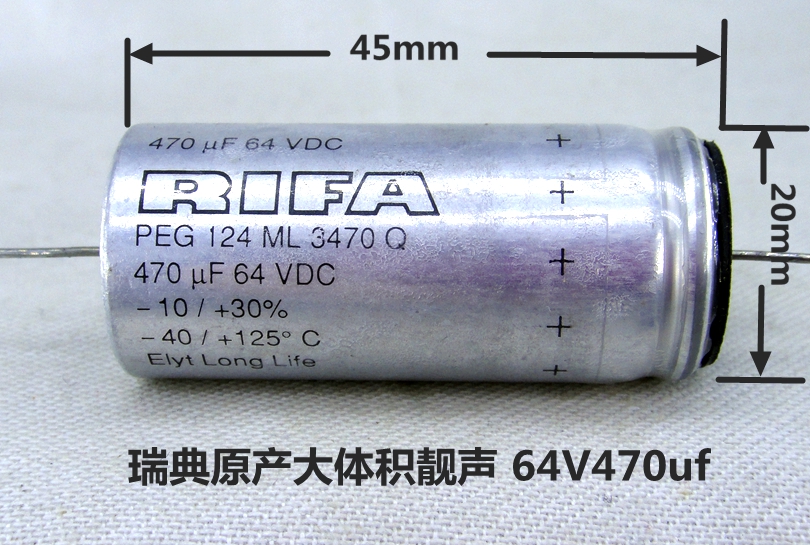 45mm
20mm
470 µF 64 VDC
RIFA
PEG 124 ML 3470 Q
470 µF 64 VDC
– 10 / +30%
– 40 / +125° C
Elyt Long Life
+
+
+
+
+
瑞典原产大体积靓声 64V470uf